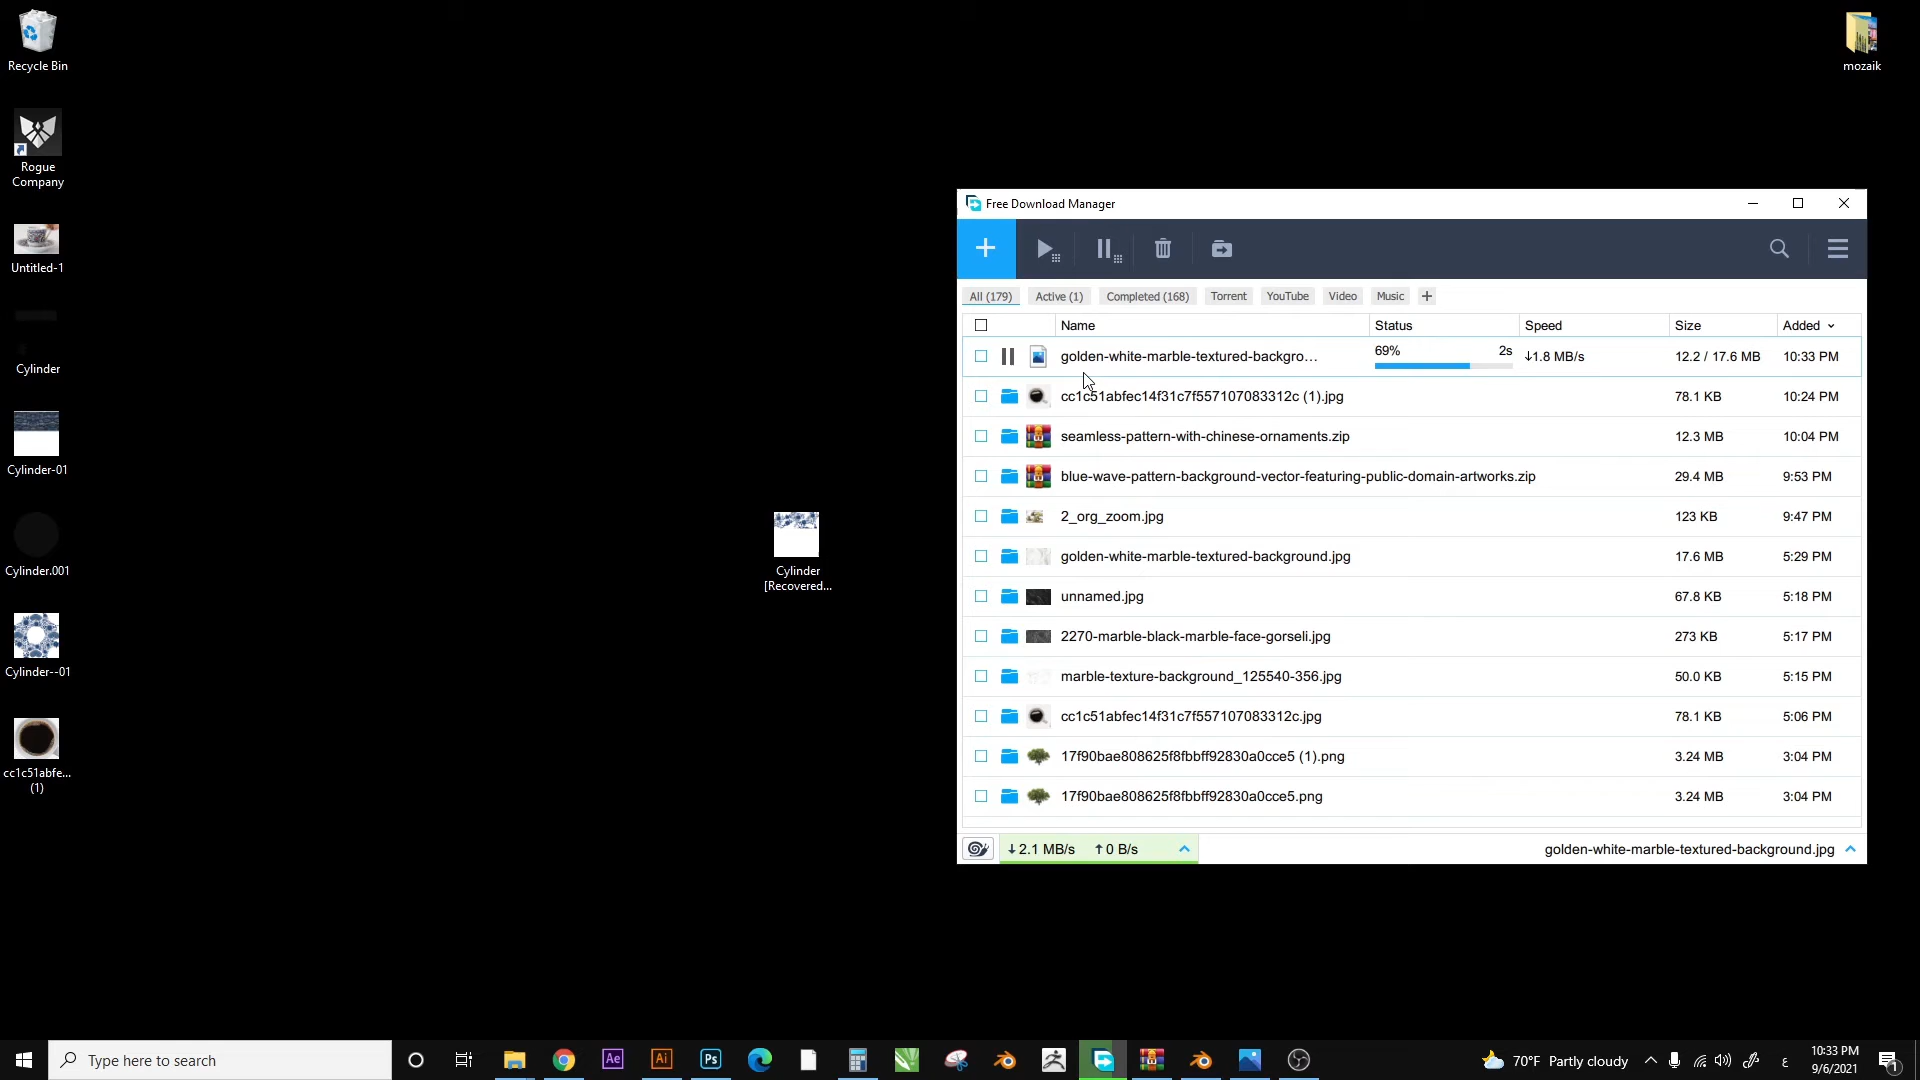 Recycle Bin
mozaik
Rogue
Company
Untitled-1
Cylinder
Cylinder-01
Cylinder.001
Cylinder--01
cc1c51abfe...
(1)
Cylinder
[Recovered...
Free Download Manager
All (179) Active (1) Completed (168) Torrent YouTube Video Music +
Name Status Speed Size Added
golden-white-marble-textured-backgro... 69% 2s ↓1.8 MB/s 12.2 / 17.6 MB 10:33 PM
cc1c51abfec14f31c7f557107083312c (1).jpg 78.1 KB 10:24 PM
seamless-pattern-with-chinese-ornaments.zip 12.3 MB 10:04 PM
blue-wave-pattern-background-vector-featuring-public-domain-artworks.zip 29.4 MB 9:53 PM
2_org_zoom.jpg 123 KB 9:47 PM
golden-white-marble-textured-background.jpg 17.6 MB 5:29 PM
unnamed.jpg 67.8 KB 5:18 PM
2270-marble-black-marble-face-gorseli.jpg 273 KB 5:17 PM
marble-texture-background_125540-356.jpg 50.0 KB 5:15 PM
cc1c51abfec14f31c7f557107083312c.jpg 78.1 KB 5:06 PM
17f90bae808625f8fbbff92830a0cce5 (1).png 3.24 MB 3:04 PM
17f90bae808625f8fbbff92830a0cce5.png 3.24 MB 3:04 PM
↓2.1 MB/s ↑0 B/s golden-white-marble-textured-background.jpg
Type here to search Ae Ai Ps 70°F Partly cloudy ع 10:33 PM
9/6/2021 1